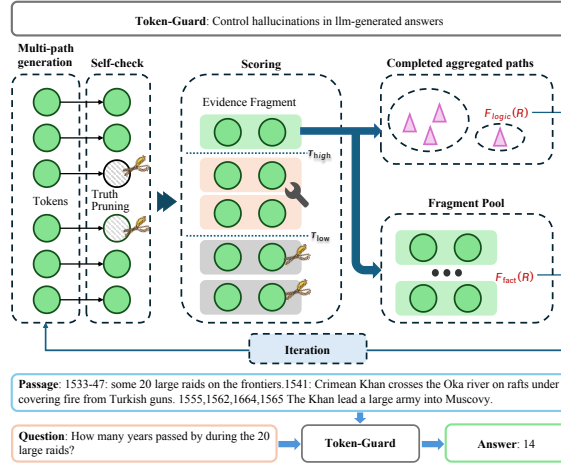 Token-Guard: Control hallucinations in llm-generated answers
Multi-path
generation
Self-check
Tokens
Truth
Pruning
Scoring
Evidence Fragment
τhigh
τlow
Completed aggregated paths
Flogic(R)
Fragment Pool
Ffact(R)
Iteration
Passage: 1533-47: some 20 large raids on the frontiers.1541: Crimean Khan crosses the Oka river on rafts under
covering fire from Turkish guns. 1555,1562,1664,1565 The Khan lead a large army into Muscovy.
Question: How many years passed by during the 20
large raids?
Token-Guard
Answer: 14